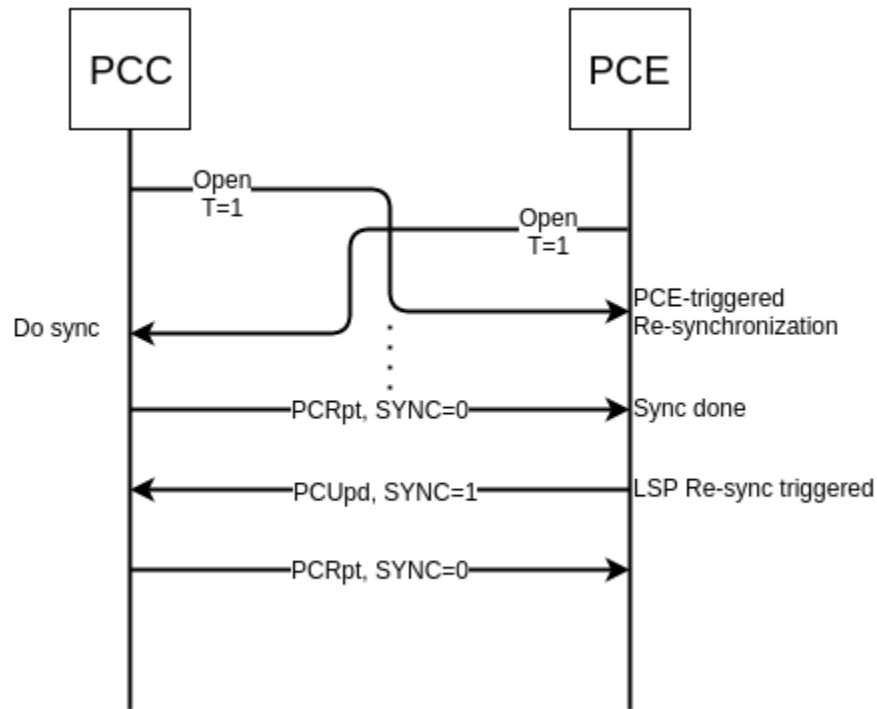 PCC
PCE
Open
T=1
Open
T=1
PCE-triggered
Re-synchronization
Do sync
PCRpt, SYNC=0
Sync done
PCUpd, SYNC=1
LSP Re-sync triggered
PCRpt, SYNC=0